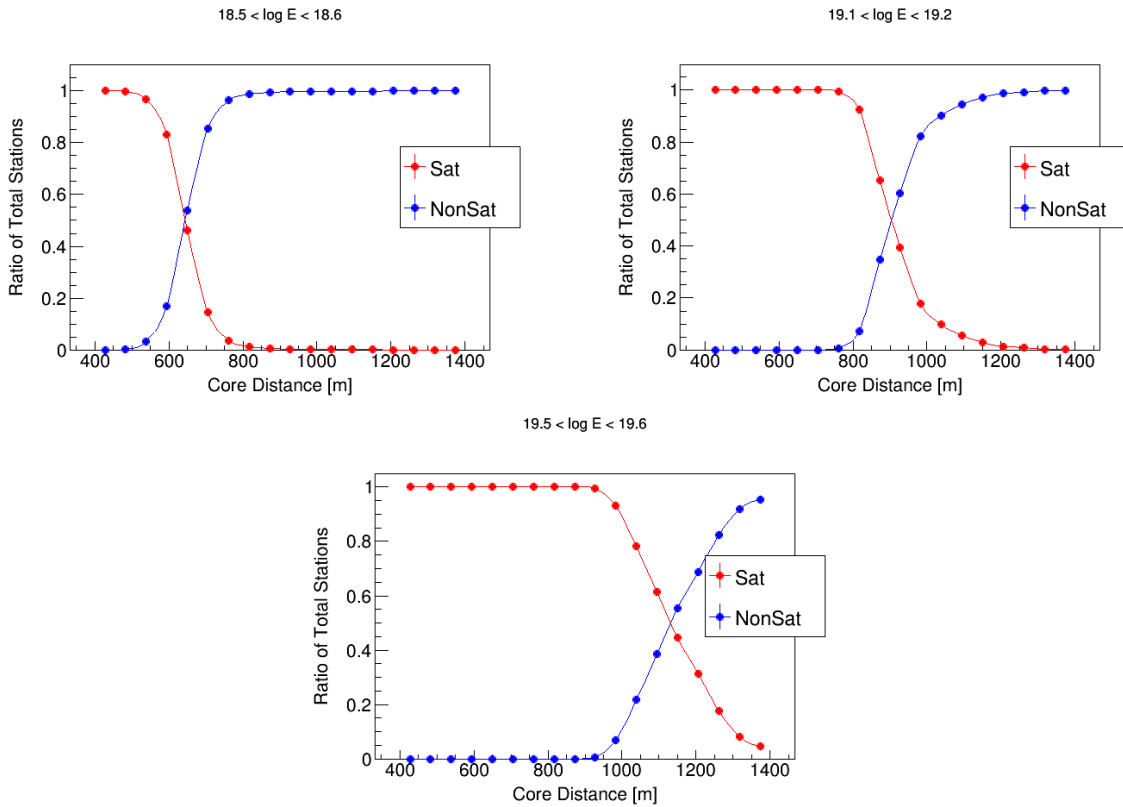 18.5 < log E < 18.6
Ratio of Total Stations
1
0.8
0.6
0.4
0.2
0
400 600 800 1000 1200 1400
Core Distance [m]
Sat
NonSat
19.1 < log E < 19.2
Ratio of Total Stations
1
0.8
0.6
0.4
0.2
0
400 600 800 1000 1200 1400
Core Distance [m]
Sat
NonSat
19.5 < log E < 19.6
Ratio of Total Stations
1
0.8
0.6
0.4
0.2
0
400 600 800 1000 1200 1400
Core Distance [m]
Sat
NonSat